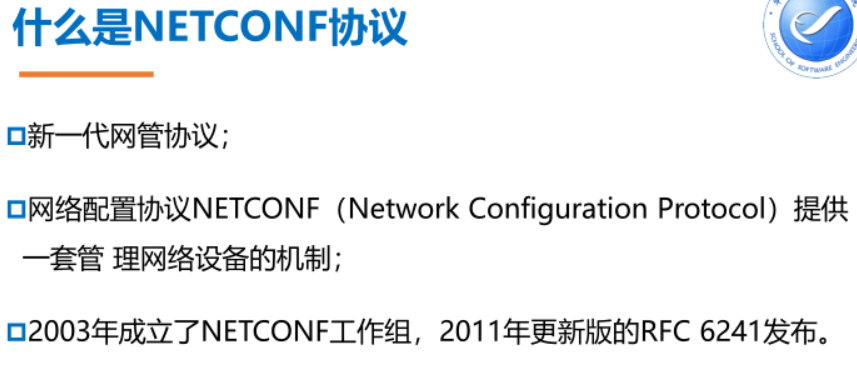 什么是NETCONF协议
新一代网管协议；
网络配置协议NETCONF（Network Configuration Protocol）提供
一套管 理网络设备的机制；
2003年成立了NETCONF工作组，2011年更新版的RFC 6241发布。
SCHOOL OF SOFTWARE